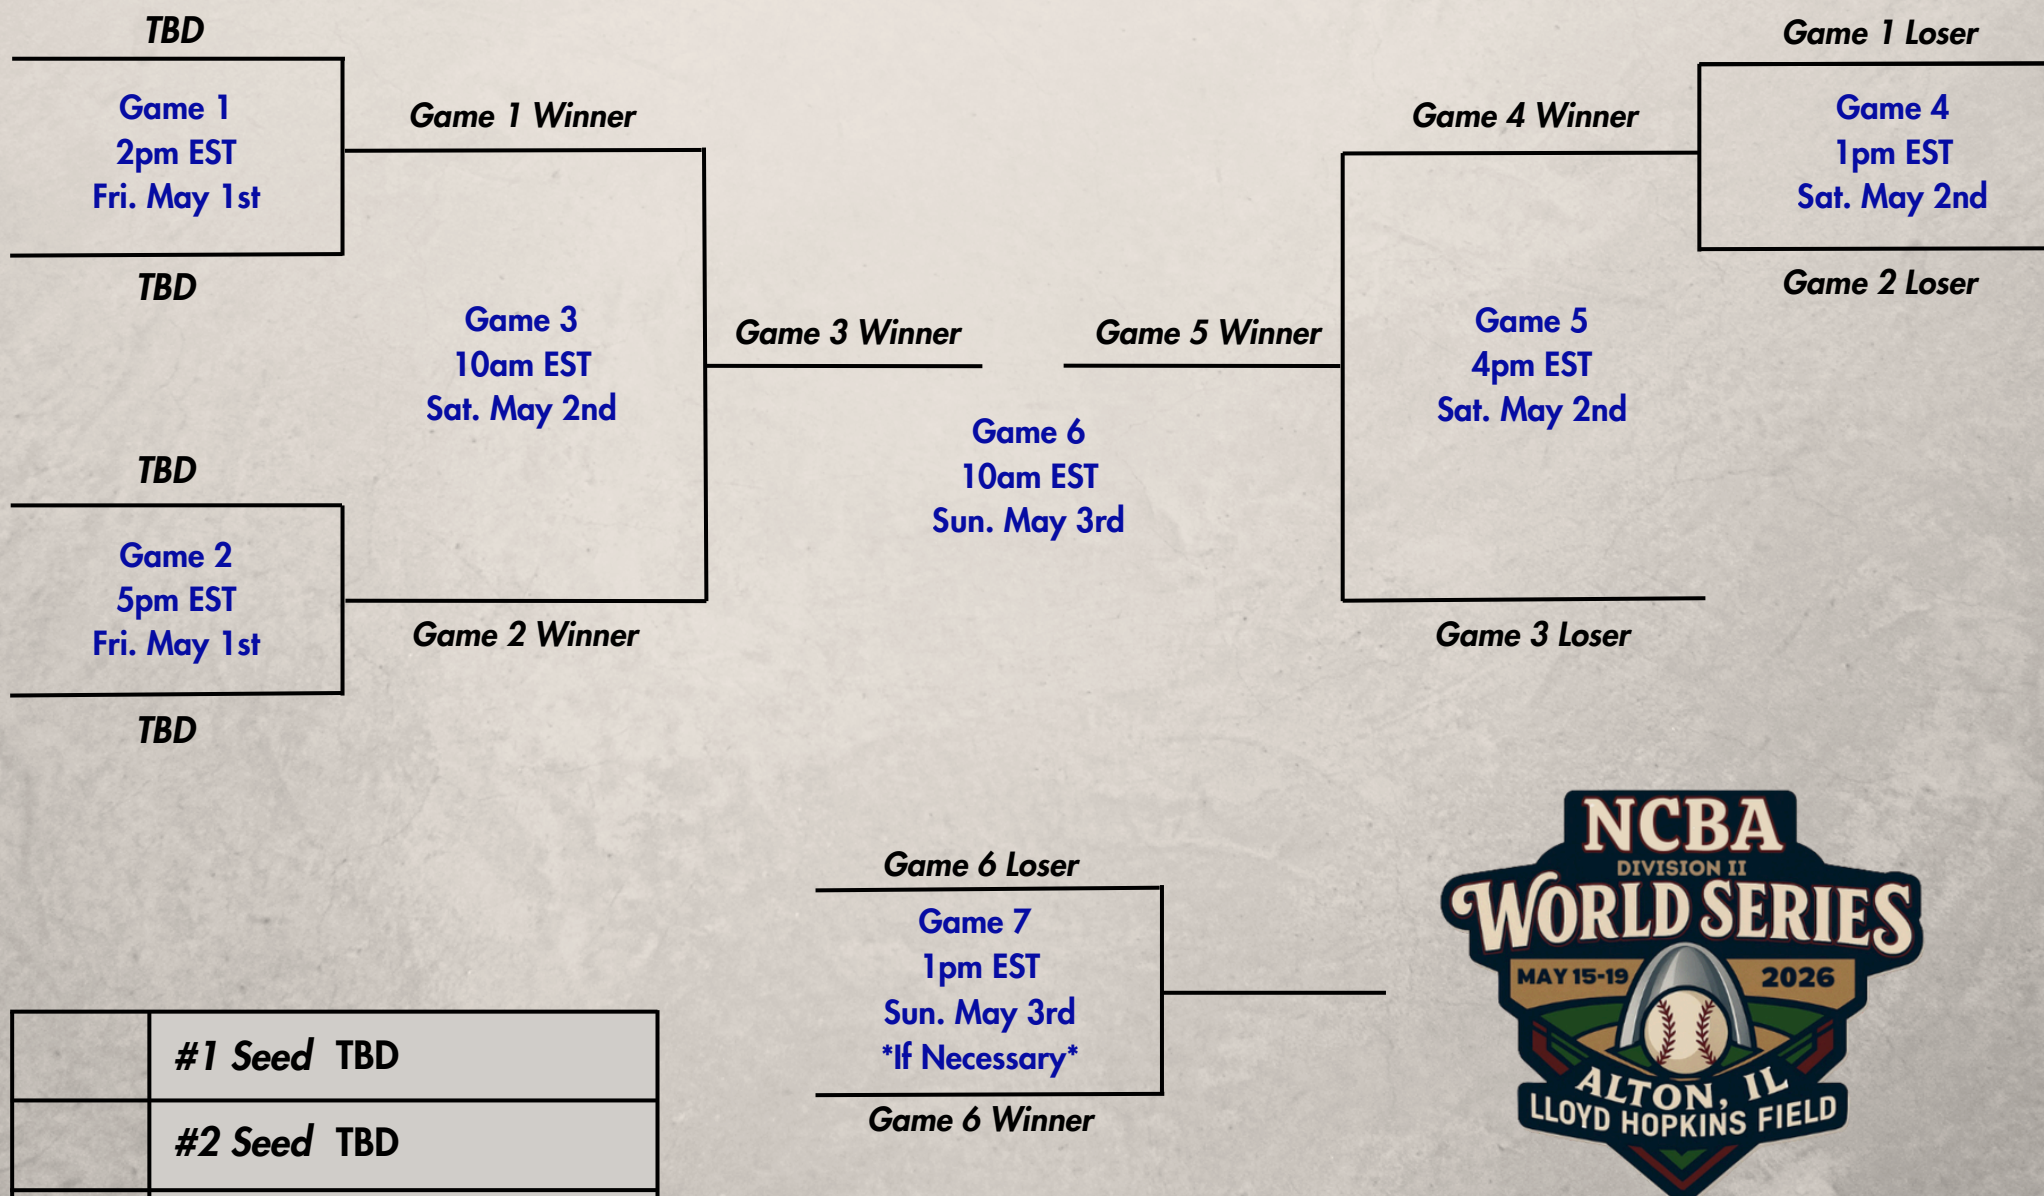 TBD
Game 1
2pm EST
Fri. May 1st
TBD
Game 1 Winner
Game 3
10am EST
Sat. May 2nd
TBD
Game 2
5pm EST
Fri. May 1st
TBD
Game 2 Winner
Game 3 Winner
Game 5 Winner
Game 6
10am EST
Sun. May 3rd
Game 4 Winner
Game 5
4pm EST
Sat. May 2nd
Game 3 Loser
Game 1 Loser
Game 4
1pm EST
Sat. May 2nd
Game 2 Loser
Game 6 Loser
Game 7
1pm EST
Sun. May 3rd
*If Necessary*
Game 6 Winner
#1 Seed TBD
#2 Seed TBD
NCBA
DIVISION II
WORLD SERIES
MAY 15-19 2026
ALTON, IL
LLOYD HOPKINS FIELD